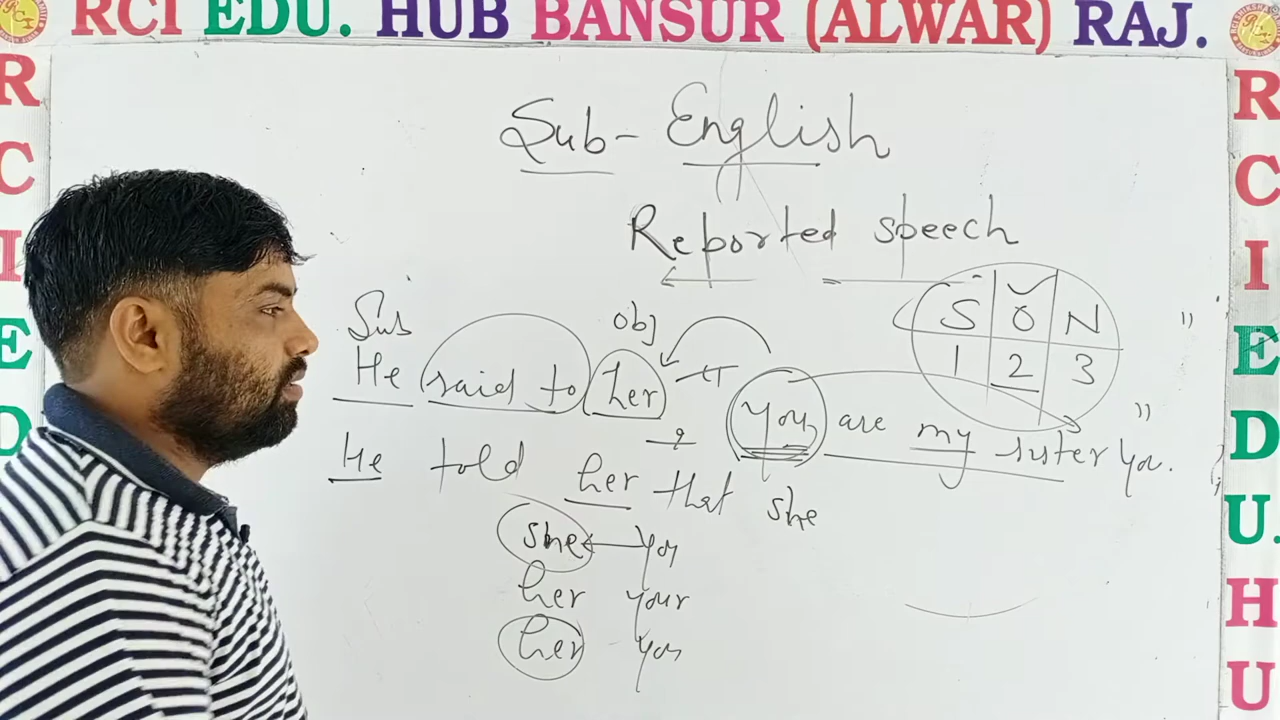 RCI EDU. HUB BANSUR (ALWAR) RAJ.
R
C
I
E
D
R
C
I
E
D
U.
H
U
Sub- English
Reported speech
S O N
1 2 3
Sub obj
He said to her " you are my sister you. "
He told her that she
she you
her your
her you